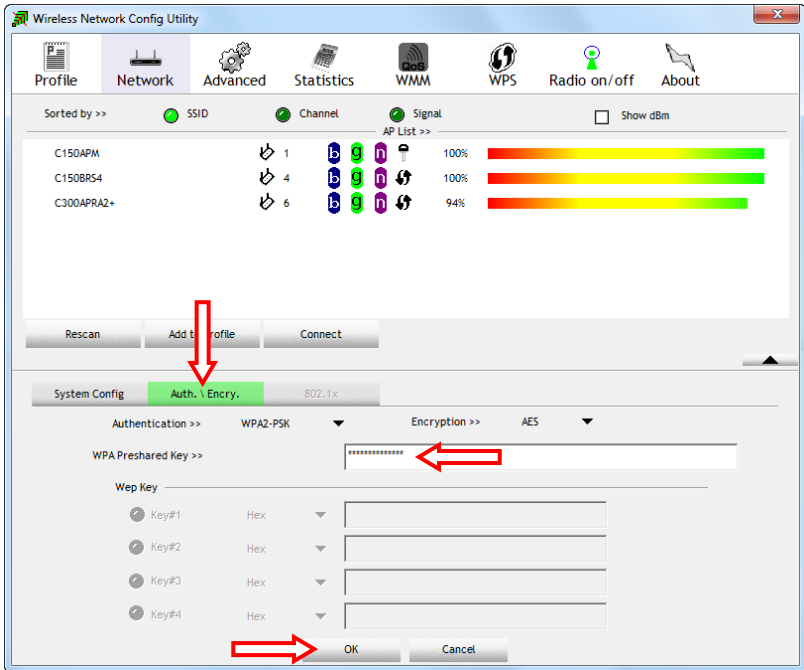 Wireless Network Config Utility
x
Profile Network Advanced Statistics QoS WMM WPS Radio on/off About
Sorted by >> SSID Channel Signal Show dBm
AP List >>
C150APM 1 b g n 100%
C150BRS4 4 b g n 100%
C300APRA2+ 6 b g n 94%
Rescan Add to Profile Connect
System Config Auth. \ Encry. 802.1x
Authentication >> WPA2-PSK Encryption >> AES
WPA Preshared Key >> **************
Wep Key
Key#1 Hex
Key#2 Hex
Key#3 Hex
Key#4 Hex
OK Cancel